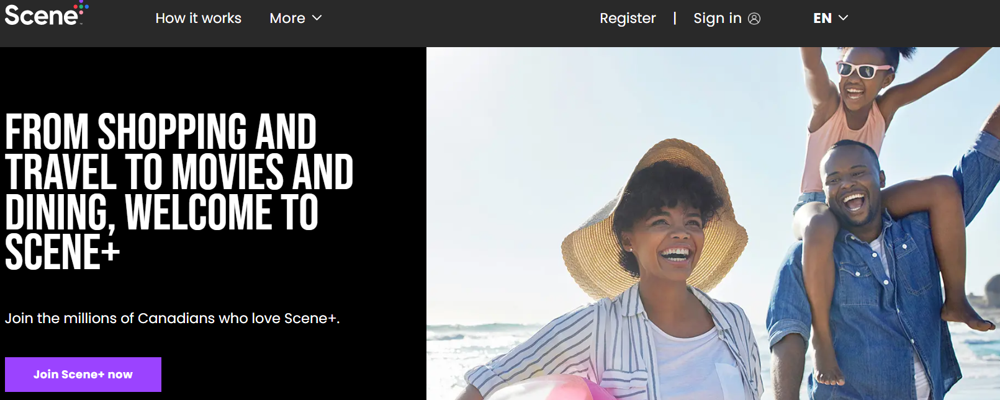 Scene+
How it works
More
Register | Sign in
EN
FROM SHOPPING AND
TRAVEL TO MOVIES AND
DINING, WELCOME TO
SCENE+
Join the millions of Canadians who love Scene+.
Join Scene+ now